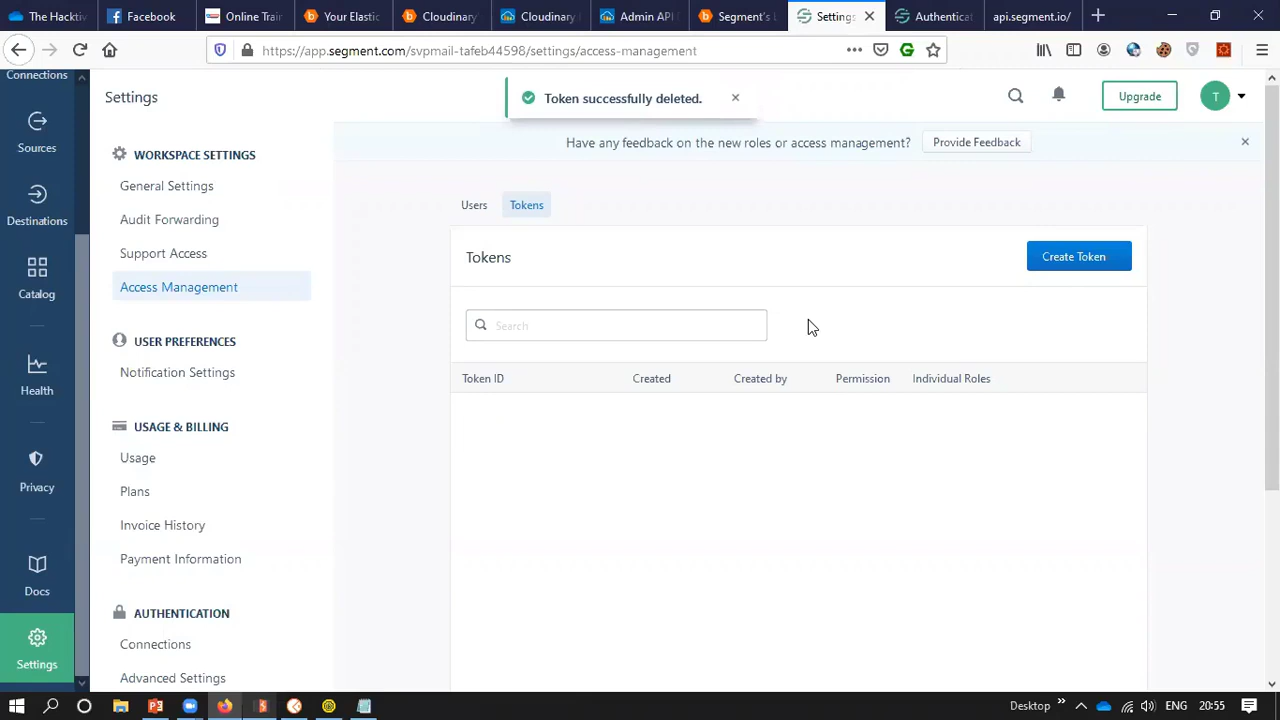 The Hacktiv
Facebook
Online Train
Your Elastic
Cloudinary
Cloudinary
Admin API
Segment's
Settings
Authenticat
api.segment.io/
https://app.segment.com/svpmail-tafeb44598/settings/access-management
Connections
Sources
Destinations
Catalog
Health
Privacy
Docs
Settings
Settings
Token successfully deleted.
Upgrade
T
Have any feedback on the new roles or access management?
Provide Feedback
WORKSPACE SETTINGS
General Settings
Audit Forwarding
Support Access
Access Management
USER PREFERENCES
Notification Settings
USAGE & BILLING
Usage
Plans
Invoice History
Payment Information
AUTHENTICATION
Connections
Advanced Settings
Users
Tokens
Tokens
Create Token
Search
Token ID
Created
Created by
Permission
Individual Roles
Desktop
ENG
20:55